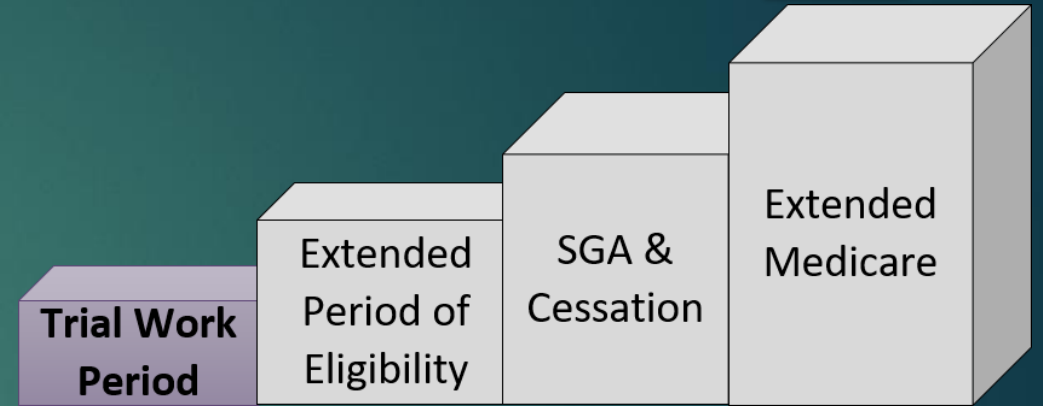 Trial Work
Period
Extended
Period of
Eligibility
SGA &
Cessation
Extended
Medicare